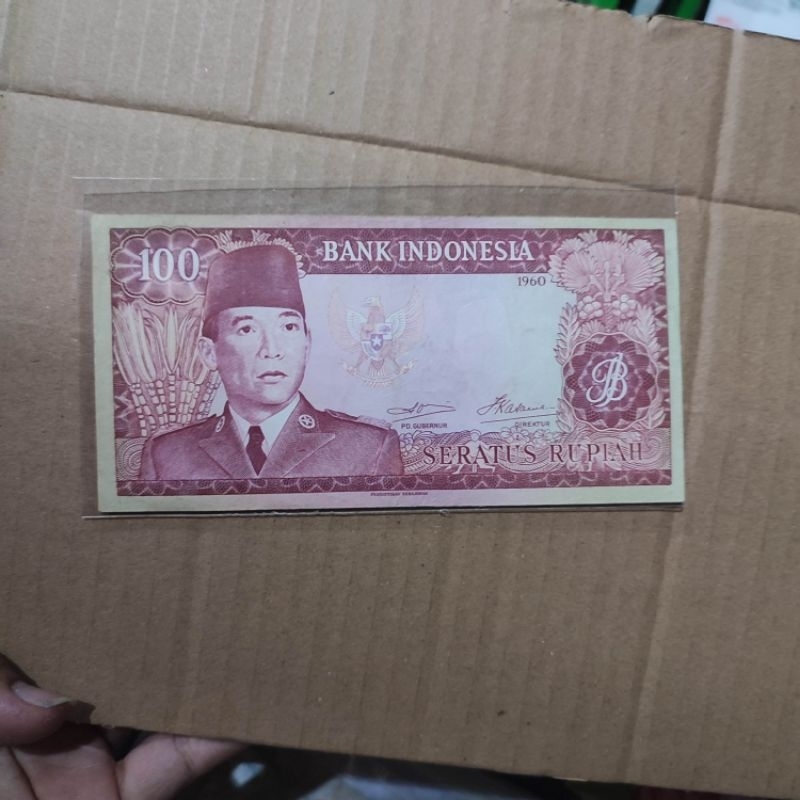 100
BANK INDONESIA
1960
PD. GUBERNUR
DIREKTUR
SERATUS RUPIAH